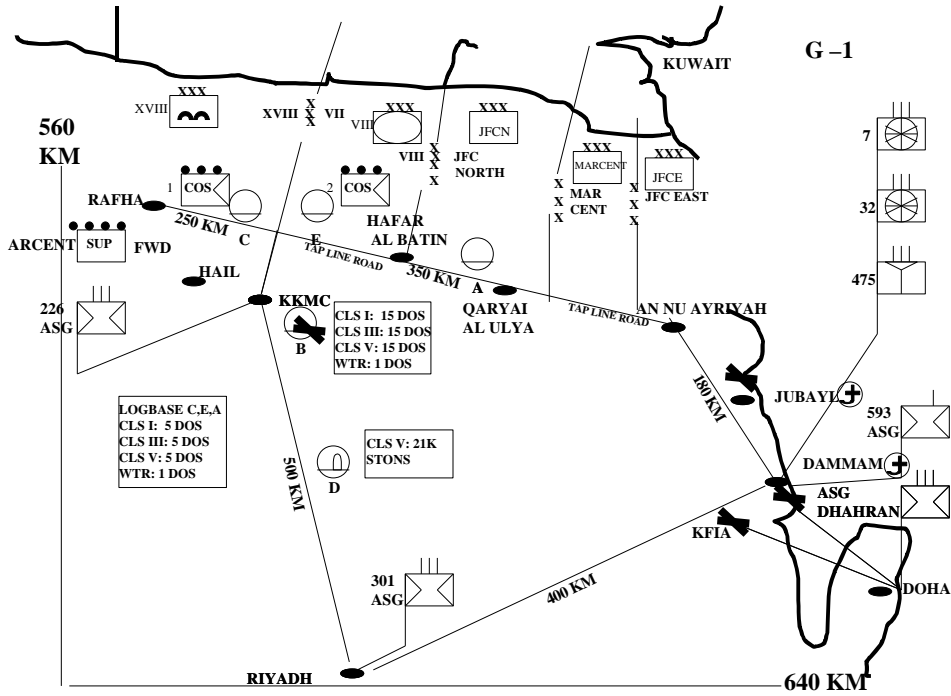 G –1
KUWAIT
560
KM
XXX
XVIII
XVIII
X
X
X
VII
XXX
VIII
XXX
JFCN
VIII
X
X
X
X
JFC
NORTH
XXX
MARCENT
MAR
CENT
X
X
X
X
XXX
JFCE
JFC EAST
X
X
X
X
7
32
475
1
COS
2
COS
RAFHA
250 KM
C
E
TAP LINE ROAD
HAFAR
AL BATIN
350 KM
A
QARYAI
AL ULYA
TAP LINE ROAD
AN NU AYRIYAH
ARCENT
SUP
FWD
HAIL
KKMC
226
ASG
B
CLS I: 15 DOS
CLS III: 15 DOS
CLS V: 15 DOS
WTR: 1 DOS
180 KM
JUBAYL
593
ASG
LOGBASE C,E,A
CLS I: 5 DOS
CLS III: 5 DOS
CLS V: 5 DOS
WTR: 1 DOS
500 KM
D
CLS V: 21K
STONS
DAMMAM
ASG
DHAHRAN
KFIA
301
ASG
400 KM
DOHA
RIYADH
640 KM